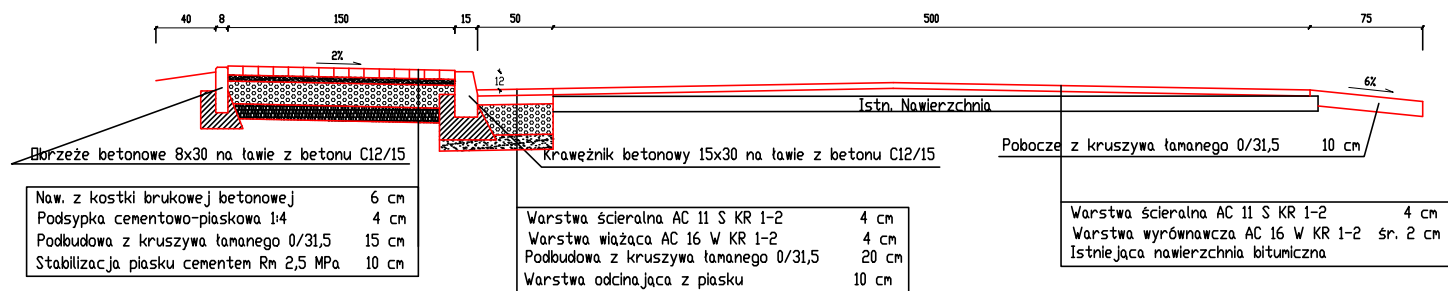 40 8 150 15 50 500 75
2%
12
6%
Istn. Nawierzchnia
Obrzeże betonowe 8x30 na ławie z betonu C12/15
Krawężnik betonowy 15x30 na ławie z betonu C12/15
Pobocze z kruszywa łamanego 0/31,5 10 cm
Naw. z kostki brukowej betonowej 6 cm
Podsypka cementowo-piaskowa 1:4 4 cm
Podbudowa z kruszywa łamanego 0/31,5 15 cm
Stabilizacja piasku cementem Rm 2,5 MPa 10 cm
Warstwa ścieralna AC 11 S KR 1-2 4 cm
Warstwa wiążąca AC 16 W KR 1-2 4 cm
Podbudowa z kruszywa łamanego 0/31,5 20 cm
Warstwa odcinająca z piasku 10 cm
Warstwa ścieralna AC 11 S KR 1-2 4 cm
Warstwa wyrównawcza AC 16 W KR 1-2 śr. 2 cm
Istniejąca nawierzchnia bitumiczna